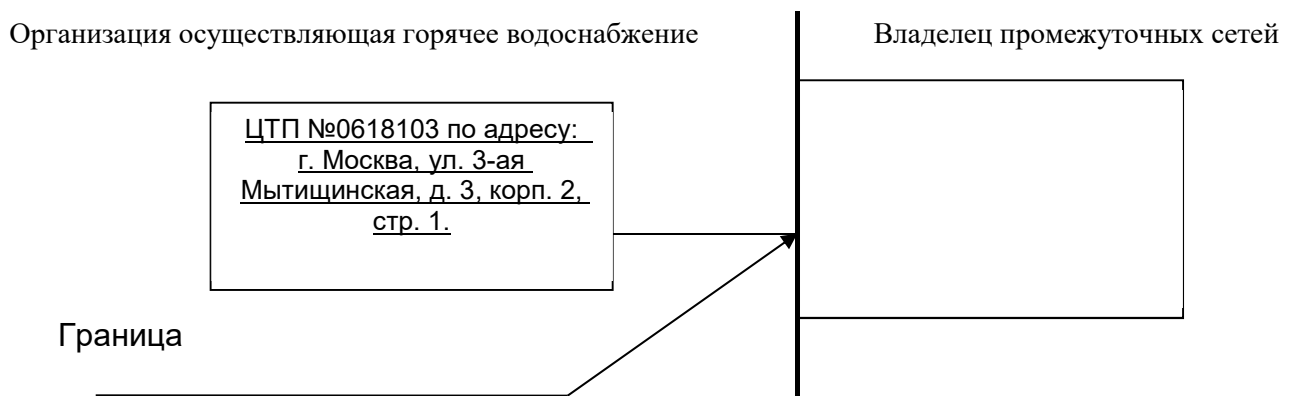 Организация осуществляющая горячее водоснабжение
Владелец промежуточных сетей
ЦТП №0618103 по адресу:
г. Москва, ул. 3-ая
Мытищинская, д. 3, корп. 2,
стр. 1.
Граница